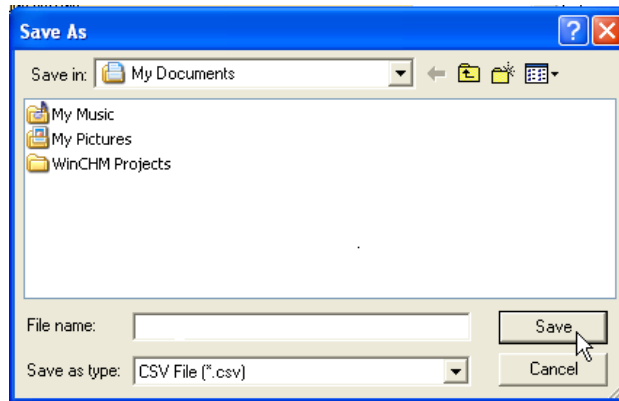 Save As
Save in: My Documents
My Music
My Pictures
WinCHM Projects
File name:
Save
Save as type: CSV File (*.csv)
Cancel